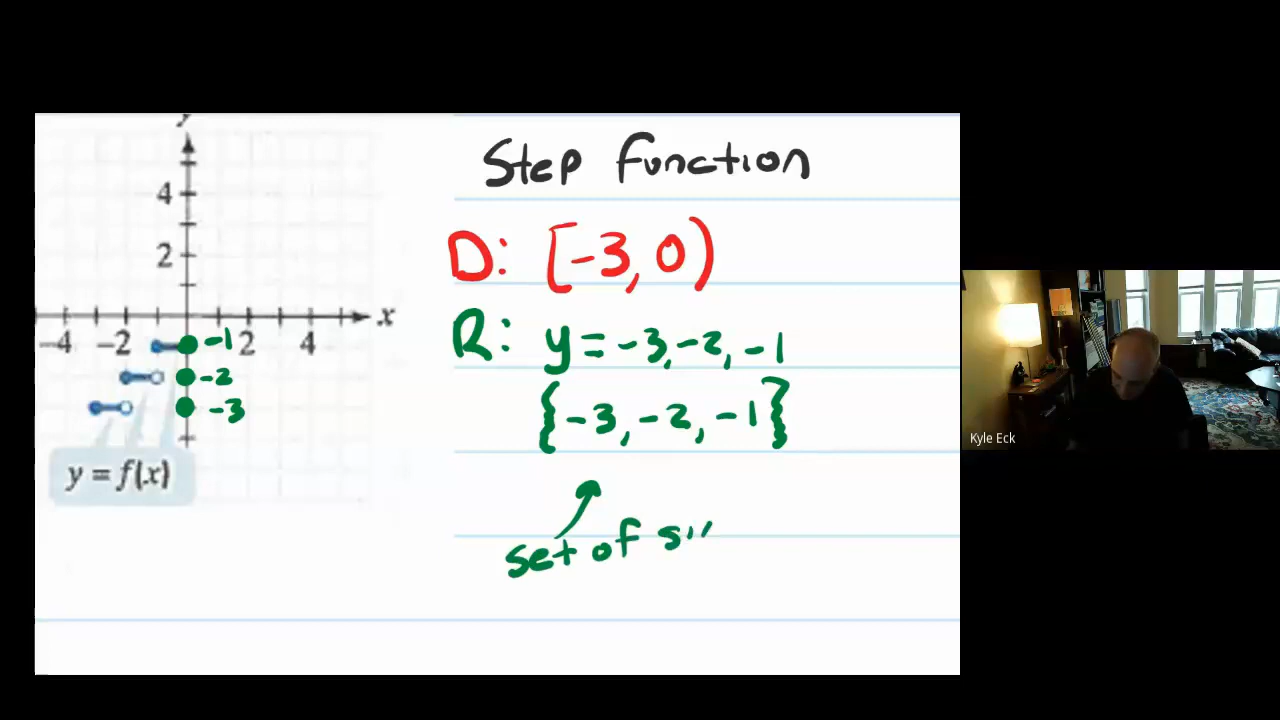 y
Step function
4
D: [-3, 0)
2
x
-4 -2 2 4
R: y = -3, -2, -1
-1
-2
-3
{-3, -2, -1}
y = f(x)
set of
Kyle Eck